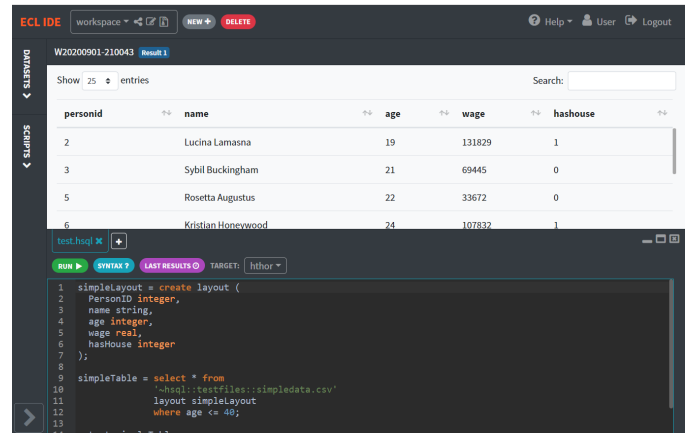 ECL IDE workspace NEW + DELETE Help User Logout
W20200901-210043 Result 1
DATASETS
SCRIPTS
Show 25 entries Search:
personid name age wage hashouse
2 Lucina Lamasna 19 131829 1
3 Sybil Buckingham 21 69445 0
5 Rosetta Augustus 22 33672 0
6 Kristian Honeywood 24 107832 1
test.hsql × +
RUN SYNTAX ? LAST RESULTS TARGET: hthor
1 simpleLayout = create layout (
2 PersonID integer,
3 name string,
4 age integer,
5 wage real,
6 hasHouse integer
7 );
8
9 simpleTable = select * from
10 '~hsql::testfiles::simpledata.csv'
11 layout simpleLayout
12 where age <= 40;
13